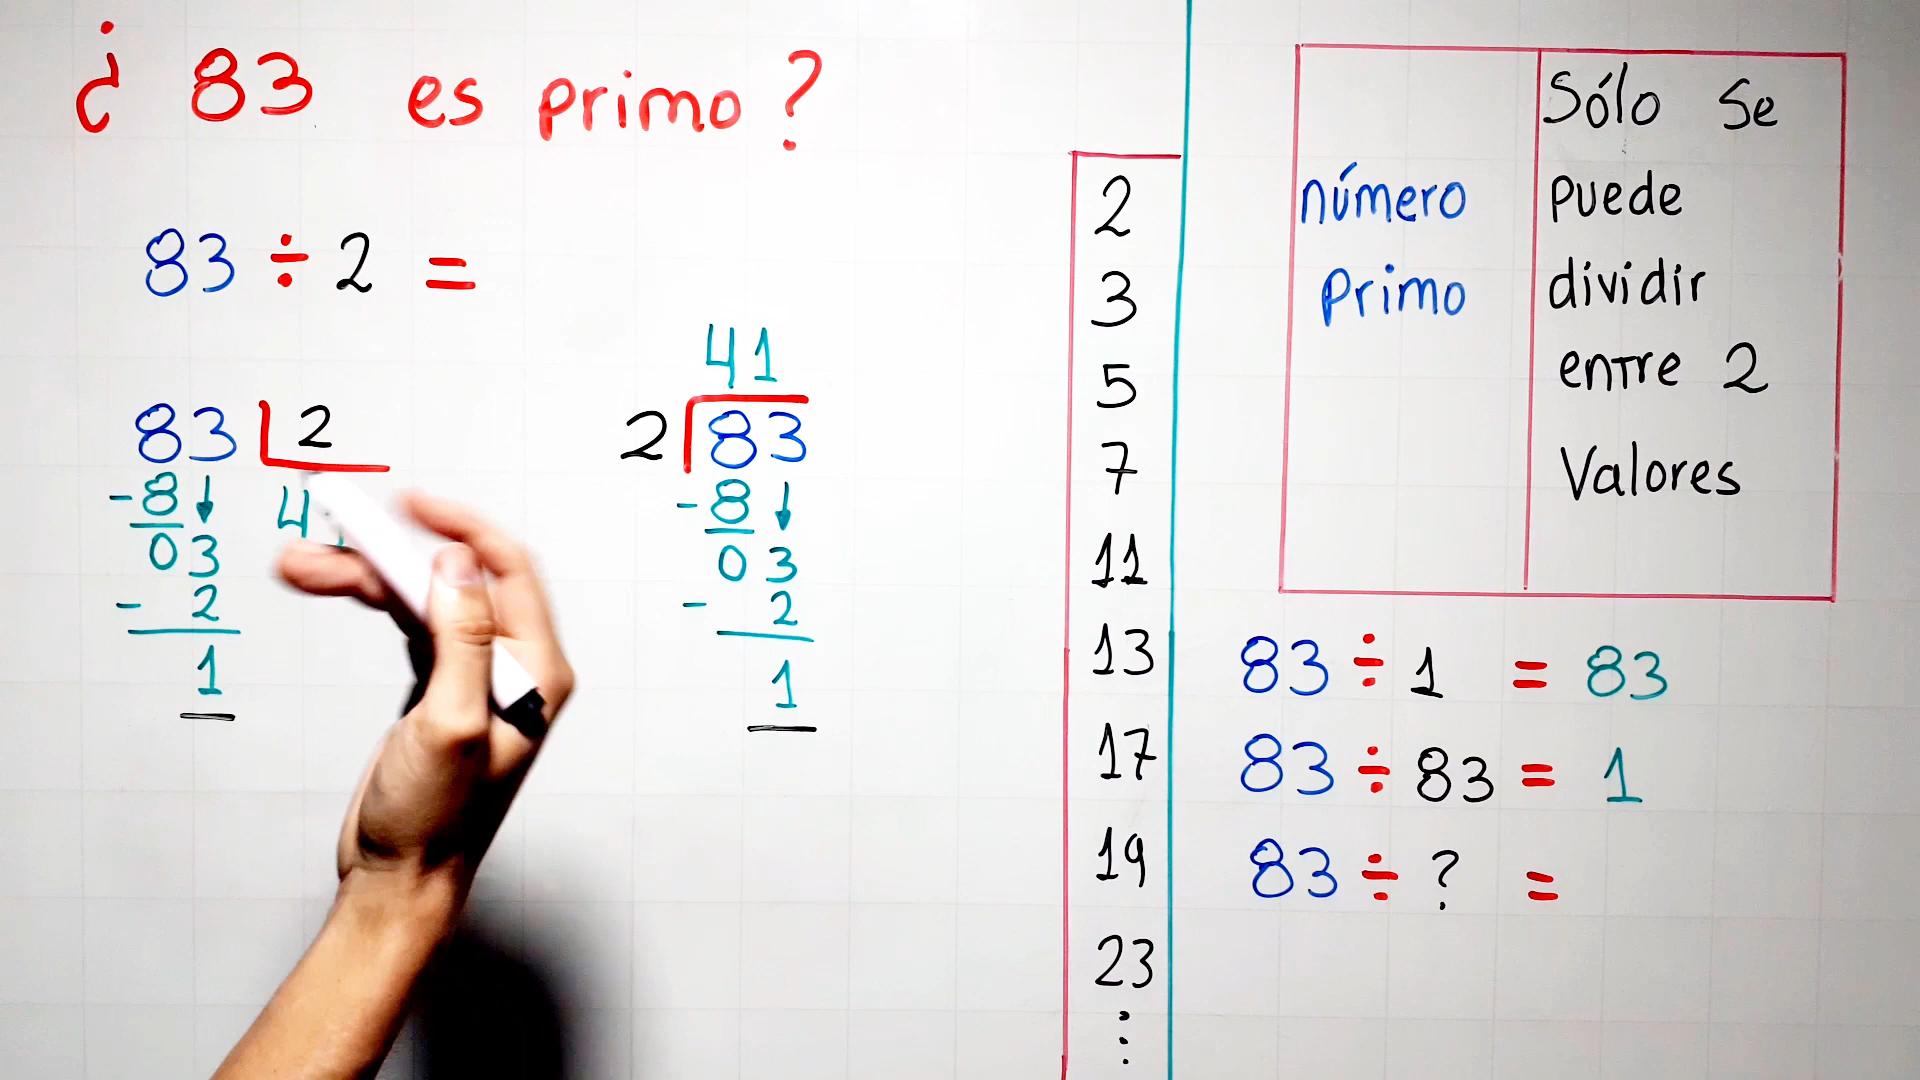 ¿ 83 es primo ?
83 ÷ 2 =
83 2
-8 4
03
- 2
1
41
2 83
-8
03
- 2
1
2
3
5
7
11
13
17
19
23
⋮
número
Primo
Sólo Se
puede
dividir
entre 2
Valores
83 ÷ 1 = 83
83 ÷ 83 = 1
83 ÷ ? =